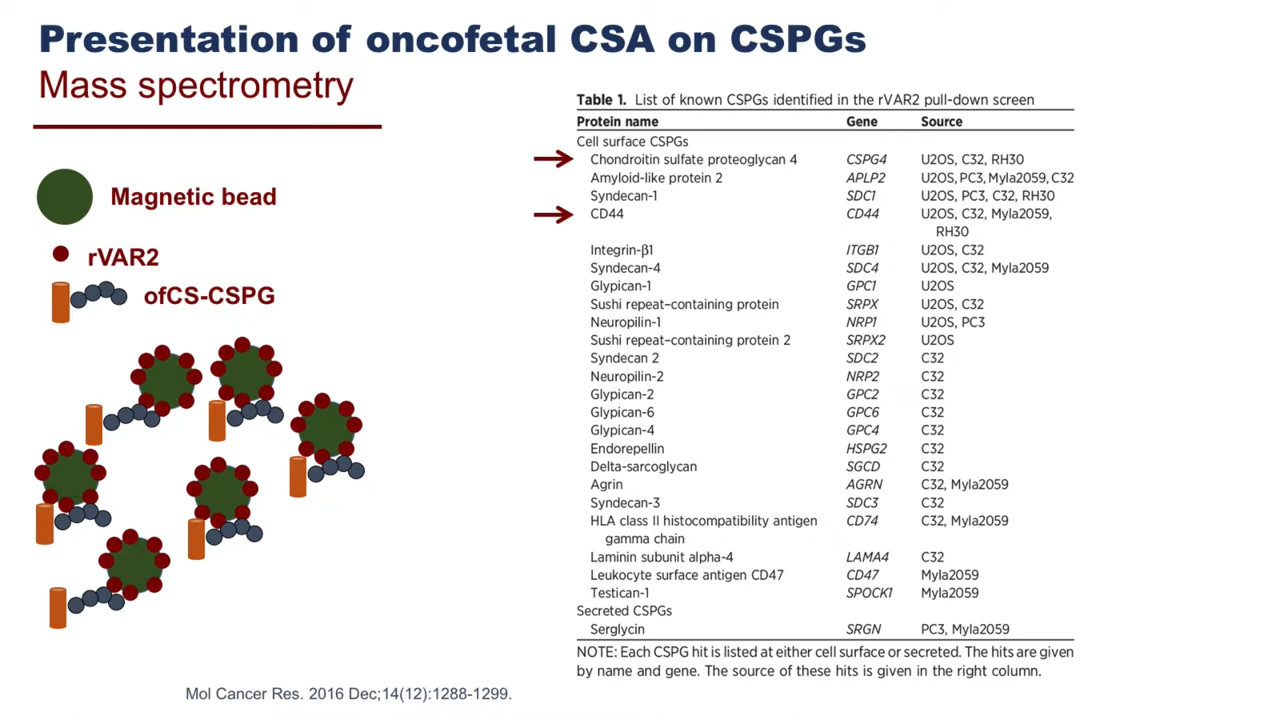 Presentation of oncofetal CSA on CSPGs
Mass spectrometry
Magnetic bead
rVAR2
ofCS-CSPG
Table 1. List of known CSPGs identified in the rVAR2 pull-down screen
Protein name Gene Source
Cell surface CSPGs
Chondroitin sulfate proteoglycan 4 CSPG4 U2OS, C32, RH30
Amyloid-like protein 2 APLP2 U2OS, PC3, Myla2059, C32
Syndecan-1 SDC1 U2OS, PC3, C32, RH30
CD44 CD44 U2OS, C32, Myla2059,
RH30
Integrin-β1 ITGB1 U2OS, C32
Syndecan-4 SDC4 U2OS, C32, Myla2059
Glypican-1 GPC1 U2OS
Sushi repeat–containing protein SRPX U2OS, C32
Neuropilin-1 NRP1 U2OS, PC3
Sushi repeat–containing protein 2 SRPX2 U2OS
Syndecan 2 SDC2 C32
Neuropilin-2 NRP2 C32
Glypican-2 GPC2 C32
Glypican-6 GPC6 C32
Glypican-4 GPC4 C32
Endorepellin HSPG2 C32
Delta-sarcoglycan SGCD C32
Agrin AGRN C32, Myla2059
Syndecan-3 SDC3 C32
HLA class II histocompatibility antigen CD74 C32, Myla2059
gamma chain
Laminin subunit alpha-4 LAMA4 C32
Leukocyte surface antigen CD47 CD47 Myla2059
Testican-1 SPOCK1 Myla2059
Secreted CSPGs
Serglycin SRGN PC3, Myla2059
NOTE: Each CSPG hit is listed at either cell surface or secreted. The hits are given
by name and gene. The source of these hits is given in the right column.
Mol Cancer Res. 2016 Dec;14(12):1288-1299.